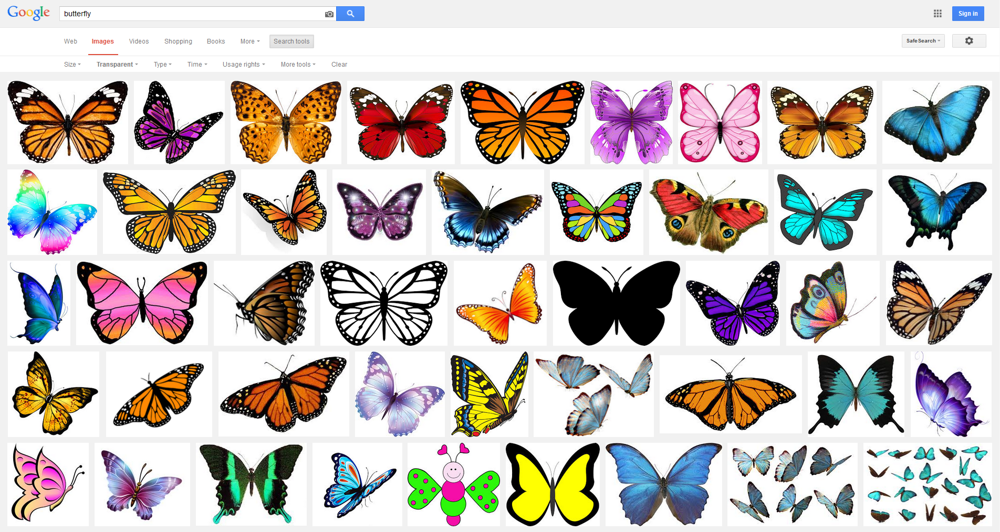 Google butterfly Sign in
Web Images Videos Shopping Books More Search tools SafeSearch
Size Transparent Type Time Usage rights More tools Clear